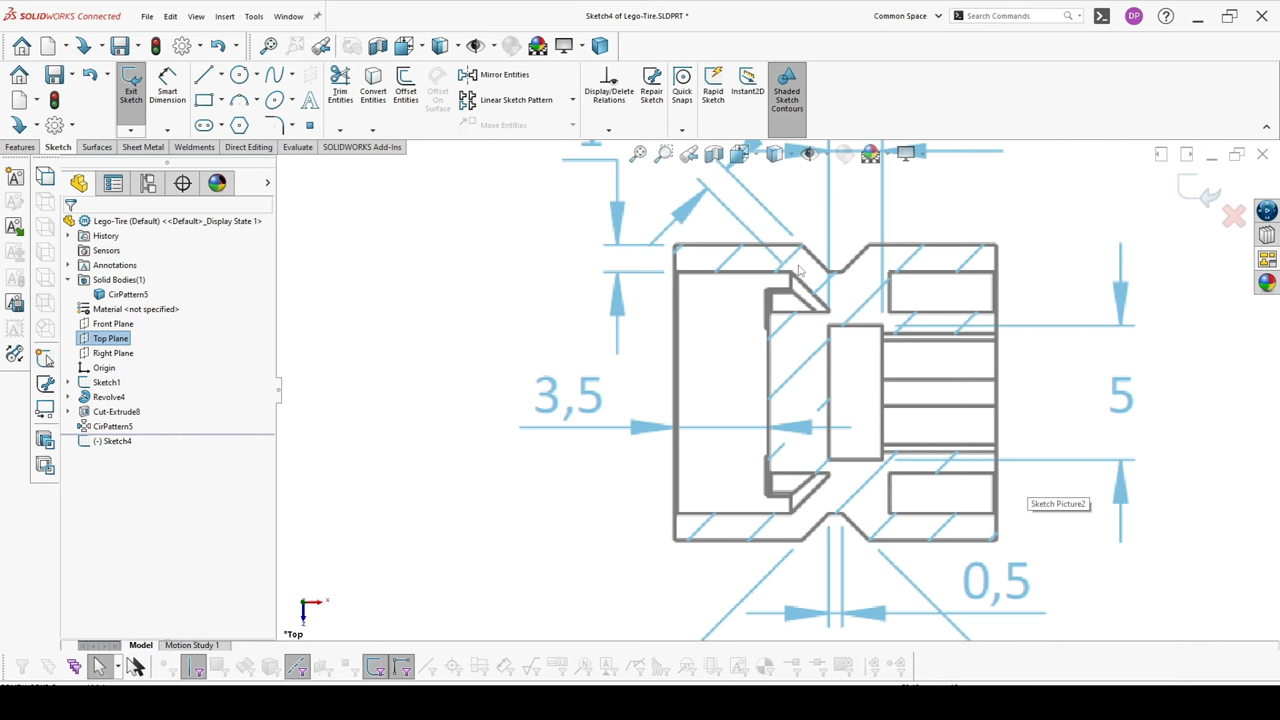 SOLIDWORKS Connected
File
Edit
View
Insert
Tools
Window
Sketch4 of Lego-Tire.SLDPRT *
Common Space
Search Commands
DP
Exit Sketch
Smart Dimension
Trim Entities
Convert Entities
Offset Entities
Offset On Surface
Mirror Entities
Linear Sketch Pattern
Move Entities
Display/Delete Relations
Repair Sketch
Quick Snaps
Rapid Sketch
Instant2D
Shaded Sketch Contours
Features
Sketch
Surfaces
Sheet Metal
Weldments
Direct Editing
Evaluate
SOLIDWORKS Add-Ins
Lego-Tire (Default) <<Default>_Display State 1>
History
Sensors
Annotations
Solid Bodies(1)
CirPattern5
Material <not specified>
Front Plane
Top Plane
Right Plane
Origin
Sketch1
Revolve4
Cut-Extrude8
CirPattern5
(-) Sketch4
3,5
5
Sketch Picture2
0,5
x
*Top
Model
Motion Study 1